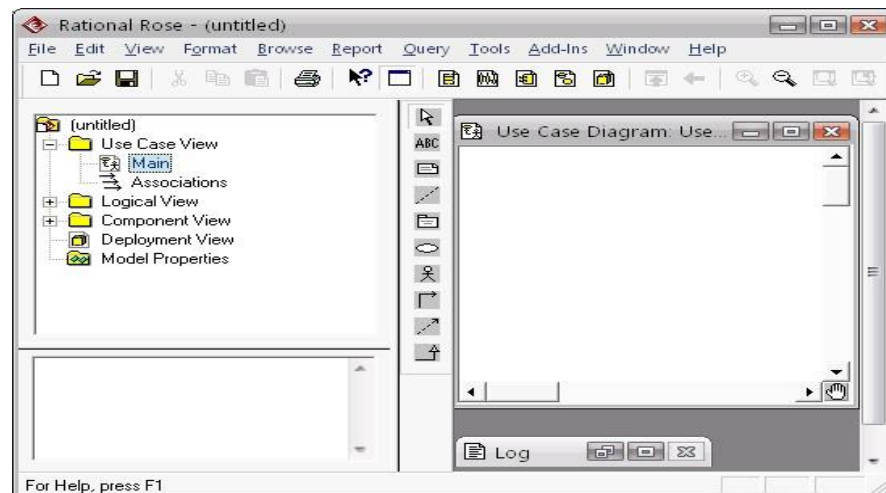 Rational Rose - (untitled)
File Edit View Format Browse Report Query Tools Add-Ins Window Help
(untitled)
Use Case View
Main
Associations
Logical View
Component View
Deployment View
Model Properties
ABC
Use Case Diagram: Use...
Log
For Help, press F1